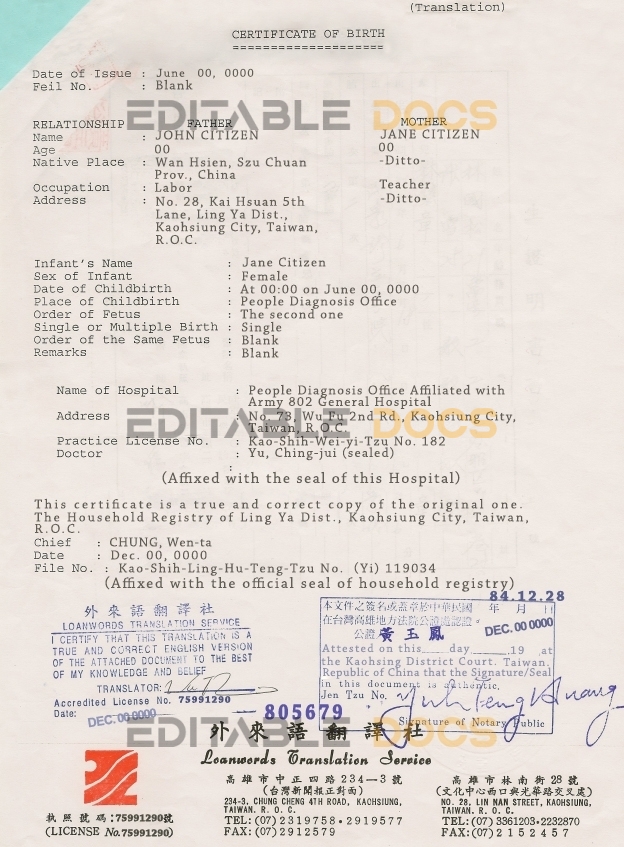 (Translation)
CERTIFICATE OF BIRTH
====================
Date of Issue : June 00, 0000
Feil No. : Blank
EDITABLE DOCS
RELATIONSHIP FATHER MOTHER
Name : JOHN CITIZEN JANE CITIZEN
Age : 00 00
Native Place : Wan Hsien, Szu Chuan -Ditto-
Prov., China
Occupation : Labor Teacher
Address : No. 28, Kai Hsuan 5th -Ditto-
Lane, Ling Ya Dist.,
Kaohsiung City, Taiwan,
R.O.C.
Infant's Name : Jane Citizen
Sex of Infant : Female
Date of Childbirth : At 00:00 on June 00, 0000
Place of Childbirth : People Diagnosis Office
Order of Fetus : The second one
Single or Multiple Birth : Single
Order of the Same Fetus : Blank
Remarks : Blank
Name of Hospital : People Diagnosis Office Affiliated with
Army 802 General Hospital
Address : No. 73, Wu Fu 2nd Rd., Kaohsiung City,
EDITABLE DOCS
Taiwan, R.O.C.
Practice License No. : Kao-Shih-Wei-yi-Tzu No. 182
Doctor : Yu, Ching-jui (sealed)
:
(Affixed with the seal of this Hospital)
This certificate is a true and correct copy of the original one.
The Household Registry of Ling Ya Dist., Kaohsiung City, Taiwan,
R.O.C.
Chief : CHUNG, Wen-ta
Date : Dec. 00, 0000
File No. : Kao-Shih-Ling-Hu-Teng-Tzu No. (Yi) 119034
(Affixed with the official seal of household registry)
外來語翻譯社
LOANWORDS TRANSLATION SERVICE
I CERTIFY THAT THIS TRANSLATION IS A
TRUE AND CORRECT ENGLISH VERSION
OF THE ATTACHED DOCUMENT TO THE BEST
OF MY KNOWLEDGE AND BELIEF
TRANSLATOR:
Accredited License No. 75991290
Date: DEC. 00 0000
84.12.28
本文件之簽名或蓋章於中華民國 年 月 日
在台灣高雄地方法院公證處認證。
公證 黃玉鳳 DEC. 00 0000
Attested on this day 19 ,at
the Kaohsing District Court. Taiwan.
Republic of China that the Signature/Seal
in this document is authentic.
Jen Tzu No.
Signature of Notary Public
805679
EDITABLE DOCS
外來語翻譯社
Loanwords Translation Service
高雄市中正四路234—3號
(台灣新聞報正對面)
234-3. CHUNG CHENG 4TH ROAD, KAOHSIUNG,
TAIWAN. R. O. C.
TEL:(07)2319758•2919577
FAX:(07)2912579
高雄市林南街28號
(文化中心西口與光華路交叉處)
NO. 28. LIN NAN STREET, KAOHSIUNG,
TAIWAN. R. O. C.
TEL:(07) 3361203•2232870
FAX:(07)2152457
執照號碼:75991290號
(LICENSE No.75991290)